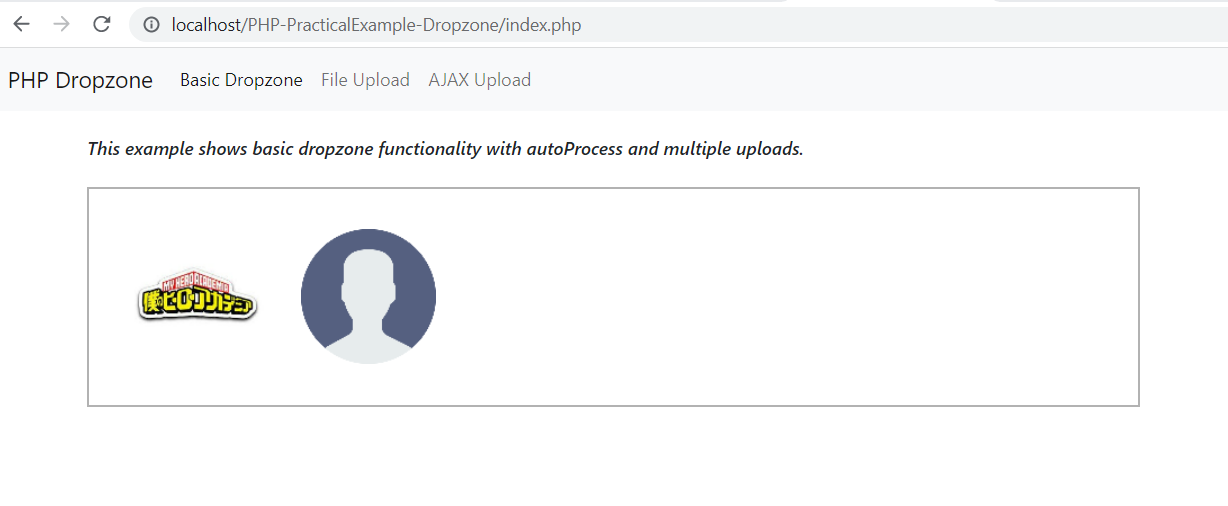 localhost/PHP-PracticalExample-Dropzone/index.php
PHP Dropzone Basic Dropzone File Upload AJAX Upload
This example shows basic dropzone functionality with autoProcess and multiple uploads.
MY HERO ACADEMIA
僕のヒーローアカデミア